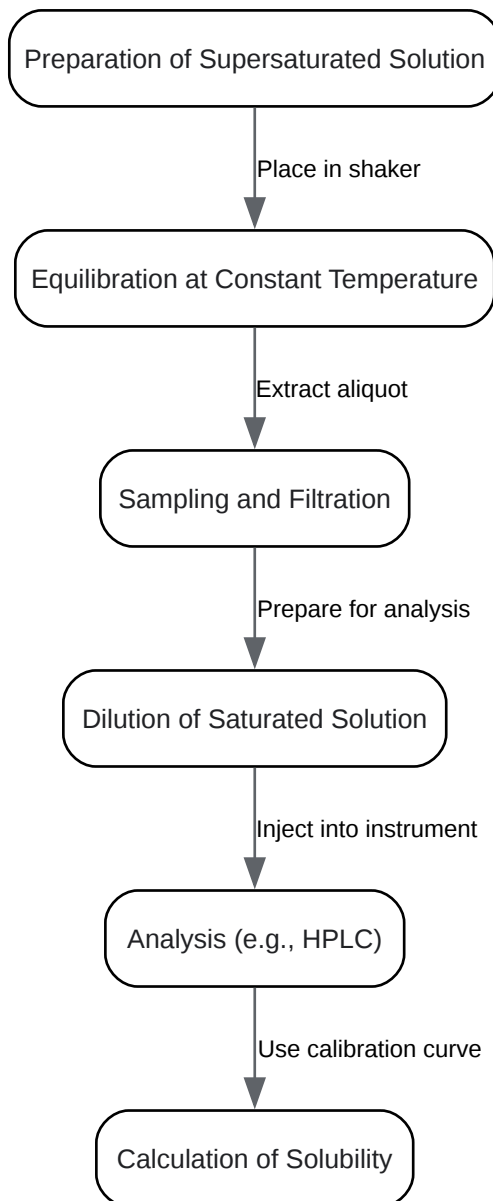 Preparation of Supersaturated Solution
Place in shaker
Equilibration at Constant Temperature
Extract aliquot
Sampling and Filtration
Prepare for analysis
Dilution of Saturated Solution
Inject into instrument
Analysis (e.g., HPLC)
Use calibration curve
Calculation of Solubility